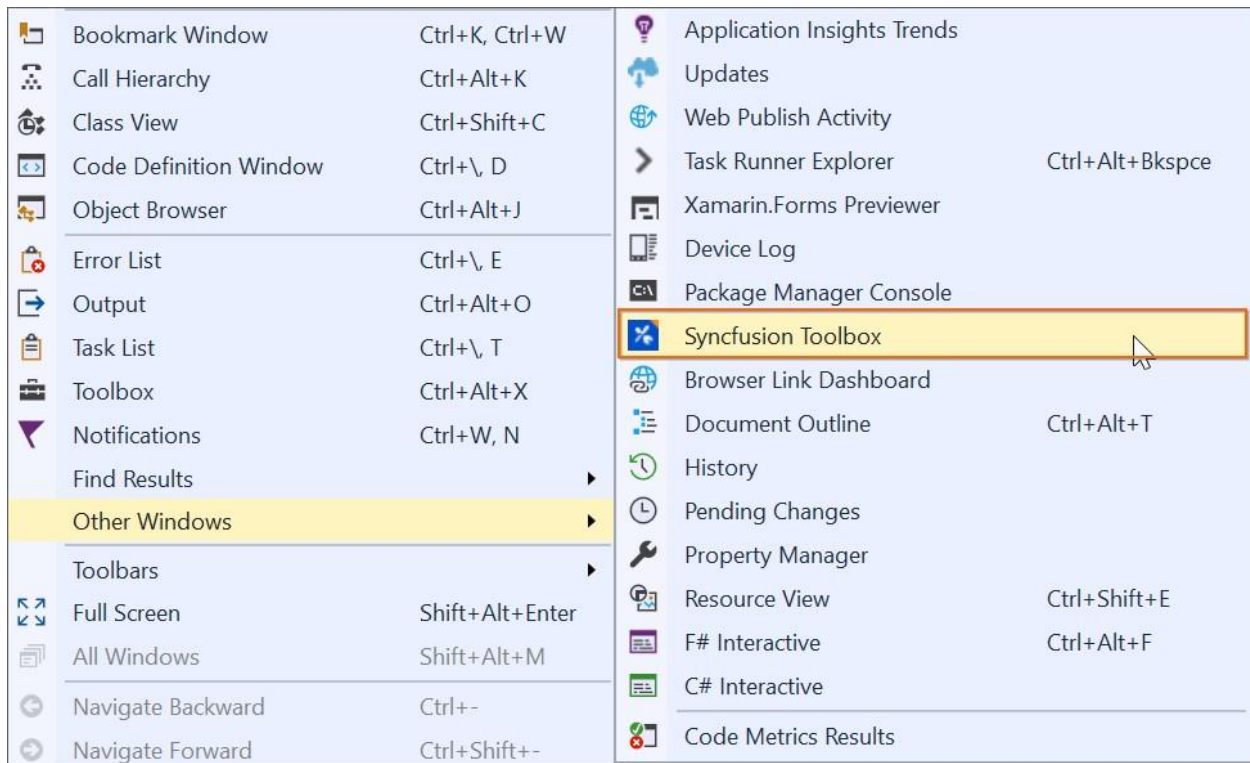 Bookmark Window Ctrl+K, Ctrl+W
Call Hierarchy Ctrl+Alt+K
Class View Ctrl+Shift+C
Code Definition Window Ctrl+\, D
Object Browser Ctrl+Alt+J
Error List Ctrl+\, E
Output Ctrl+Alt+O
Task List Ctrl+\, T
Toolbox Ctrl+Alt+X
Notifications Ctrl+W, N
Find Results
Other Windows
Toolbars
Full Screen Shift+Alt+Enter
All Windows Shift+Alt+M
Navigate Backward Ctrl+-
Navigate Forward Ctrl+Shift+-
Application Insights Trends
Updates
Web Publish Activity
Task Runner Explorer Ctrl+Alt+Bkspce
Xamarin.Forms Previewer
Device Log
C:\ Package Manager Console
Syncfusion Toolbox
Browser Link Dashboard
Document Outline Ctrl+Alt+T
History
Pending Changes
Property Manager
Resource View Ctrl+Shift+E
F# Interactive Ctrl+Alt+F
C# Interactive
Code Metrics Results